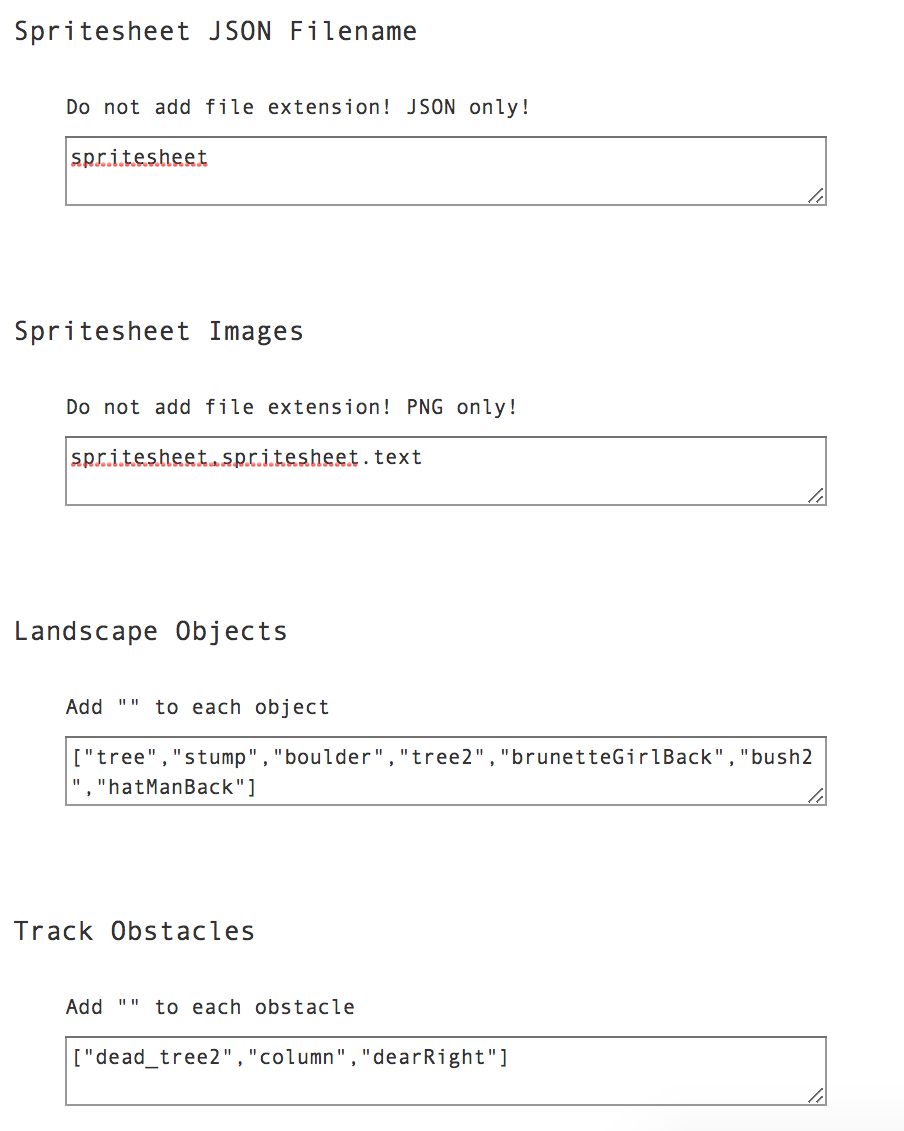 Spritesheet JSON Filename
Do not add file extension! JSON only!
spritesheet
Spritesheet Images
Do not add file extension! PNG only!
spritesheet,spritesheet.text
Landscape Objects
Add "" to each object
["tree","stump","boulder","tree2","brunetteGirlBack","bush2
","hatManBack"]
Track Obstacles
Add "" to each obstacle
["dead_tree2","column","dearRight"]